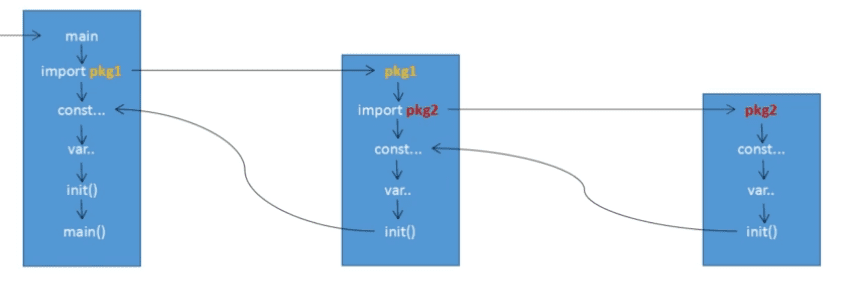 main
import pkg1
const...
var..
init()
main()
pkg1
import pkg2
const...
var..
init()
pkg2
const...
var..
init()